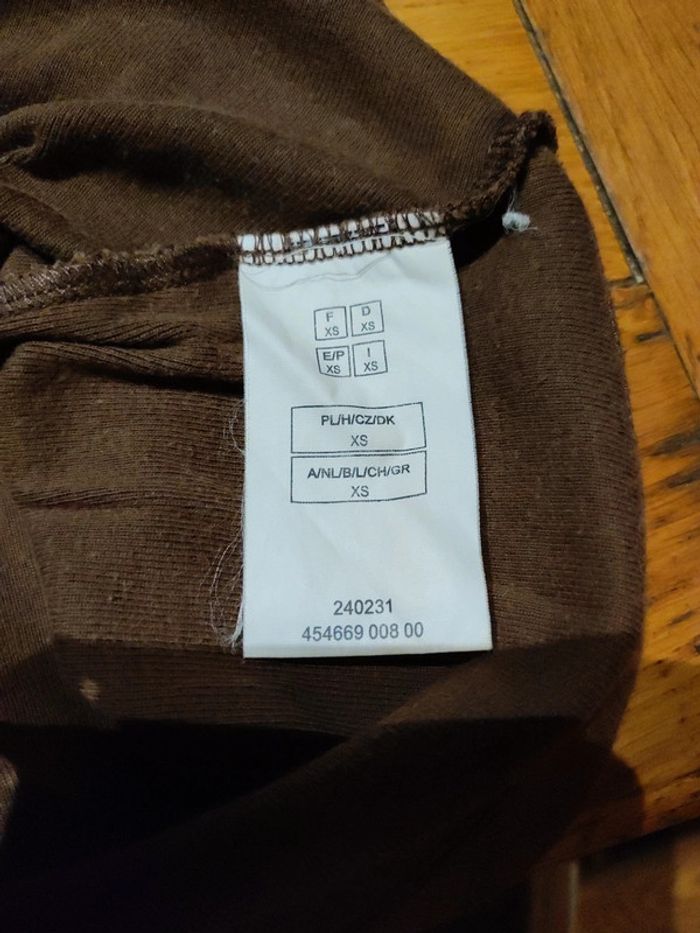 F D
XS XS
E/P I
XS XS
PL/H/CZ/DK
XS
A/NL/B/L/CH/GR
XS
240231
454669 008 00